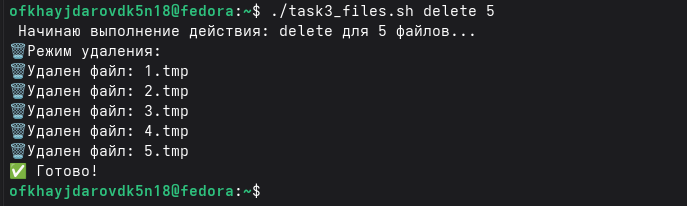 ofkhayjdarovdk5n18@fedora:~$ ./task3_files.sh delete 5
Начинаю выполнение действия: delete для 5 файлов...
🗑️Режим удаления:
🗑️Удален файл: 1.tmp
🗑️Удален файл: 2.tmp
🗑️Удален файл: 3.tmp
🗑️Удален файл: 4.tmp
🗑️Удален файл: 5.tmp
✅ Готово!
ofkhayjdarovdk5n18@fedora:~$